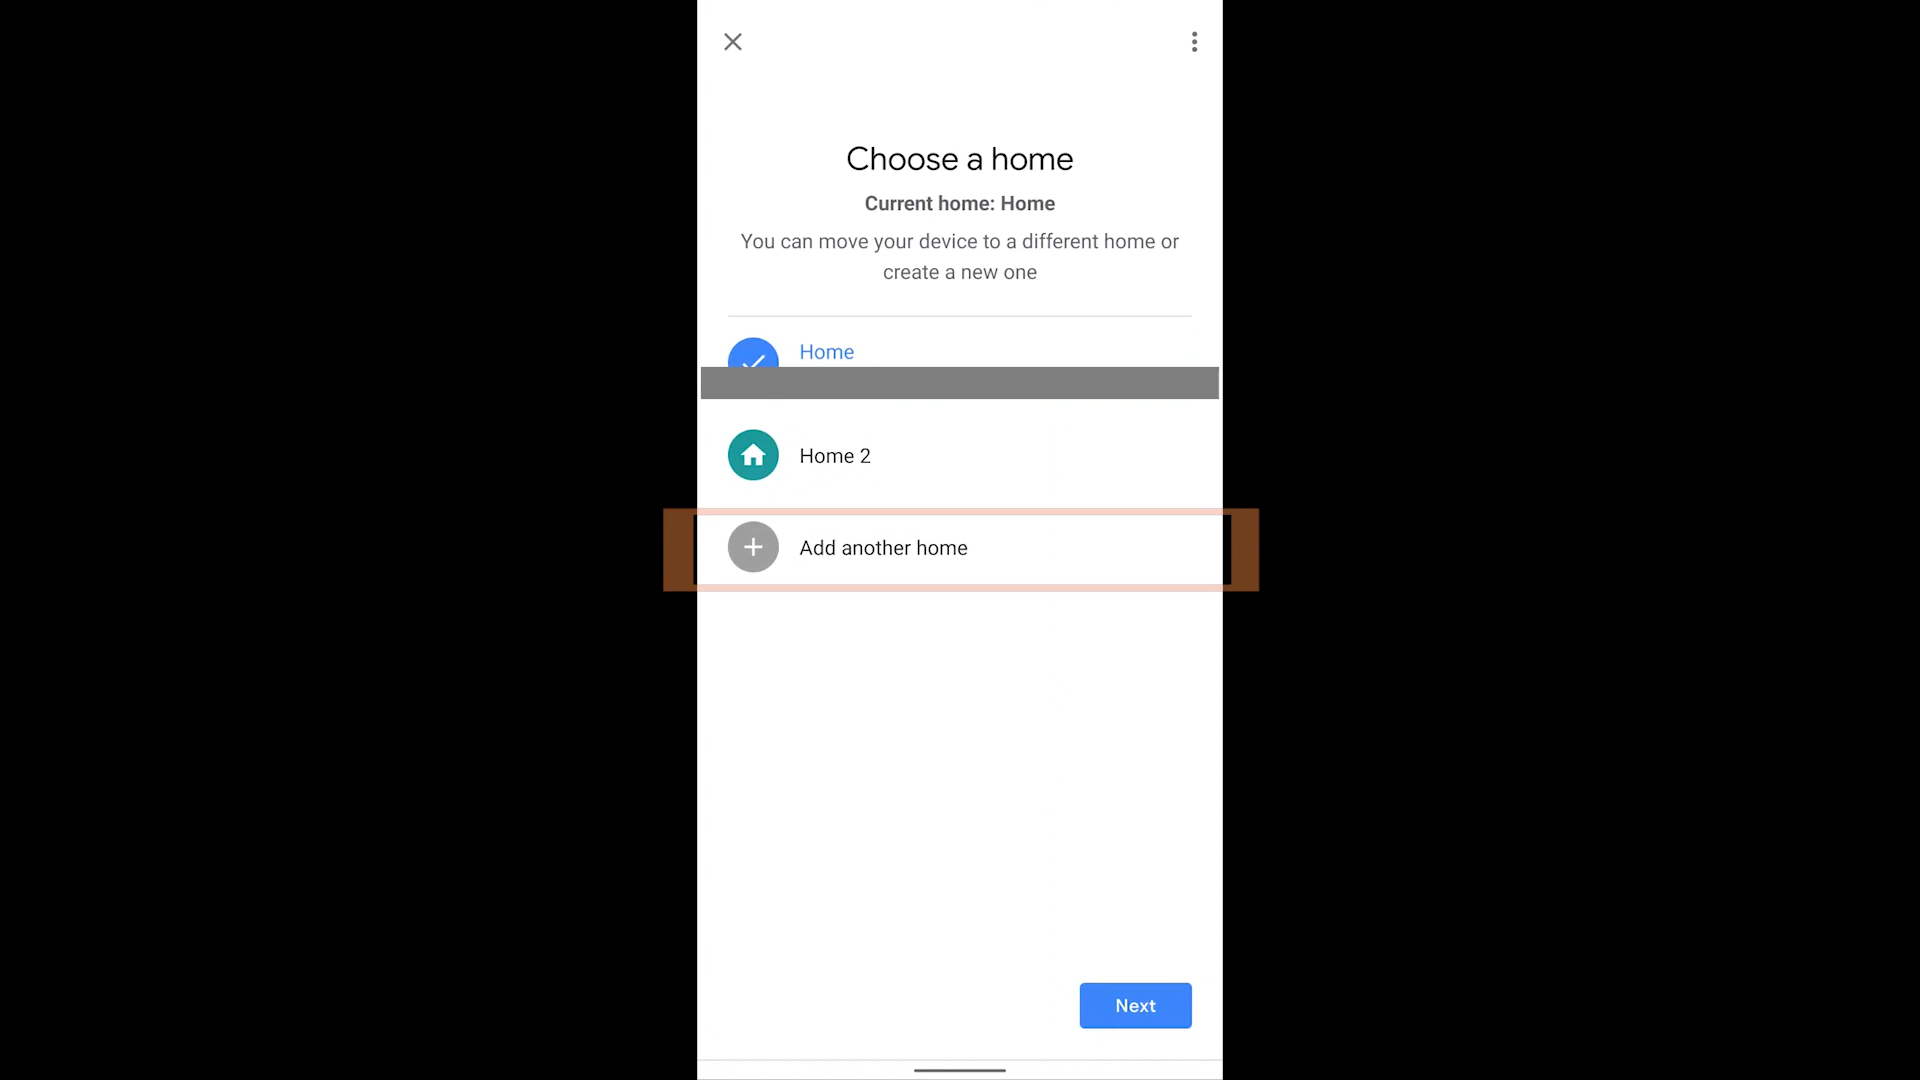 Choose a home
Current home: Home
You can move your device to a different home or
create a new one
Home
Home 2
Add another home
Next